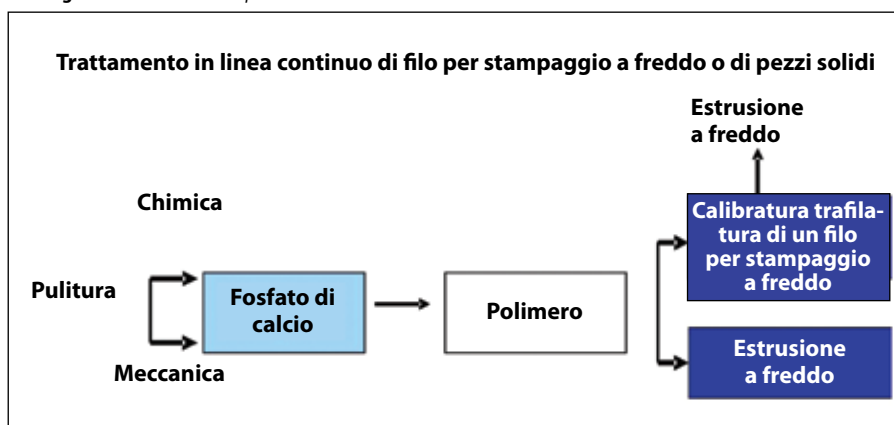 Trattamento in linea continuo di filo per stampaggio a freddo o di pezzi solidi
Estrusione
a freddo
Chimica
Calibratura trafila-
tura di un filo
per stampaggio
a freddo
Pulitura
Fosfato di
calcio
Polimero
Meccanica
Estrusione
a freddo